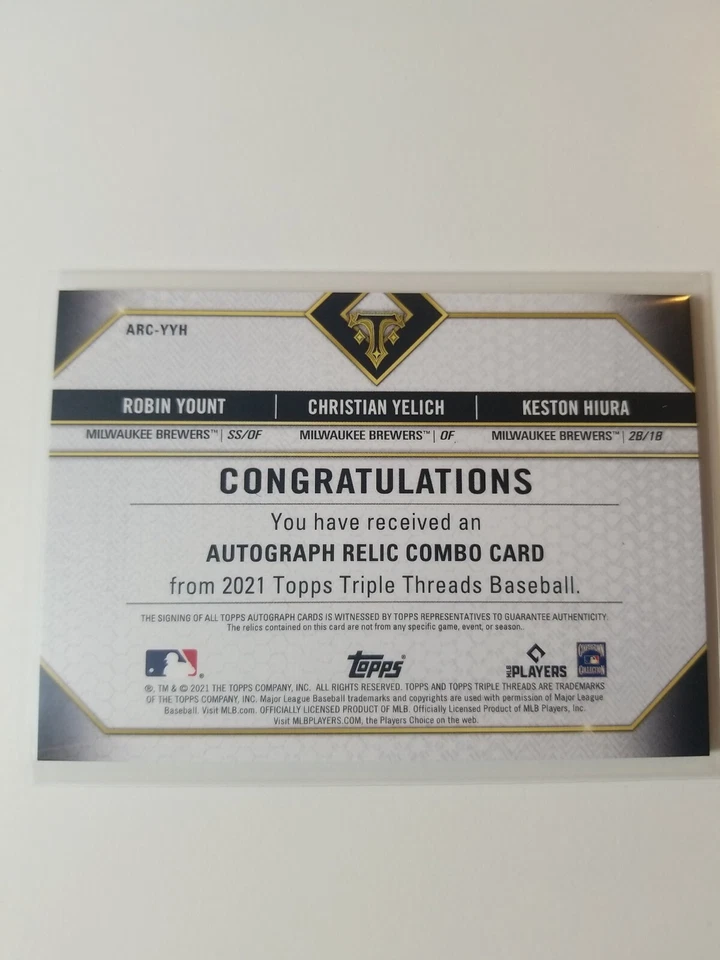 ARC-YYH
T
ROBIN YOUNT | CHRISTIAN YELICH | KESTON HIURA
MILWAUKEE BREWERS™ | SS/OF MILWAUKEE BREWERS™ | OF MILWAUKEE BREWERS™ | 2B/1B
CONGRATULATIONS
You have received an
AUTOGRAPH RELIC COMBO CARD
from 2021 Topps Triple Threads Baseball.
THE SIGNING OF ALL TOPPS AUTOGRAPH CARDS IS WITNESSED BY TOPPS REPRESENTATIVES TO GUARANTEE AUTHENTICITY.
The relics contained on this card are not from any specific game, event, or season.
Topps® MLB PLAYERS COOPERSTOWN COLLECTION
®, TM & © 2021 THE TOPPS COMPANY, INC. ALL RIGHTS RESERVED. TOPPS AND TOPPS TRIPLE THREADS ARE TRADEMARKS
OF THE TOPPS COMPANY, INC. Major League Baseball trademarks and copyrights are used with permission of Major League
Baseball. Visit MLB.com. OFFICIALLY LICENSED PRODUCT OF MLB. Officially Licensed Product of MLB Players, Inc.
Visit MLBPLAYERS.COM, the Players Choice on the web.